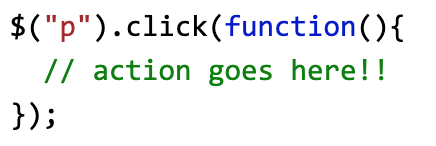 $("p").click(function(){
  // action goes here!!
});